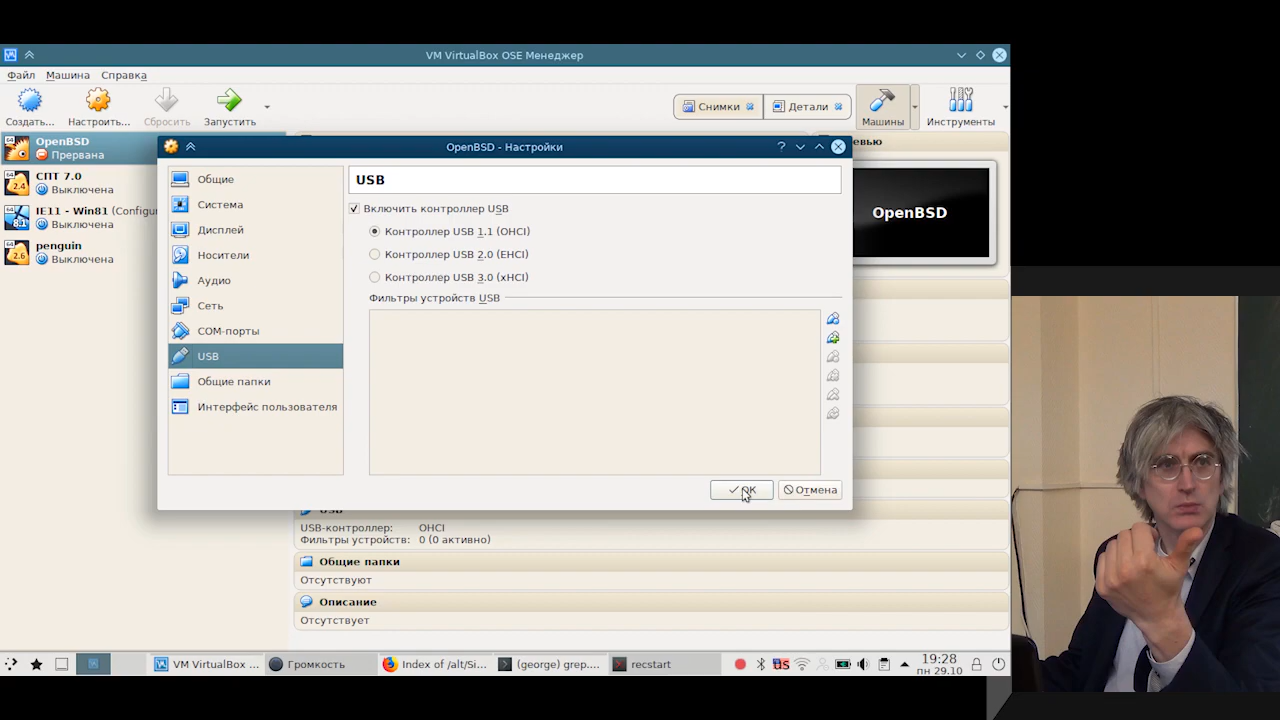 VM VirtualBox OSE Менеджер
Файл Машина Справка
Создать... Настроить... Сбросить Запустить Снимки Детали Машины Инструменты
OpenBSD
Прервана
СПТ 7.0
Выключена
IE11 - Win81 (Configur
Выключена
penguin
Выключена
OpenBSD - Настройки
Общие
Система
Дисплей
Носители
Аудио
Сеть
COM-порты
USB
Общие папки
Интерфейс пользователя
USB
Включить контроллер USB
Контроллер USB 1.1 (OHCI)
Контроллер USB 2.0 (EHCI)
Контроллер USB 3.0 (xHCI)
Фильтры устройств USB
OK Отмена
OpenBSD
USB-контроллер: OHCI
Фильтры устройств: 0 (0 активно)
Общие папки
Отсутствуют
Описание
Отсутствует
VM VirtualBox ... Громкость Index of /alt/Si... (george) grep.... recstart US 19:28
пн 29.10